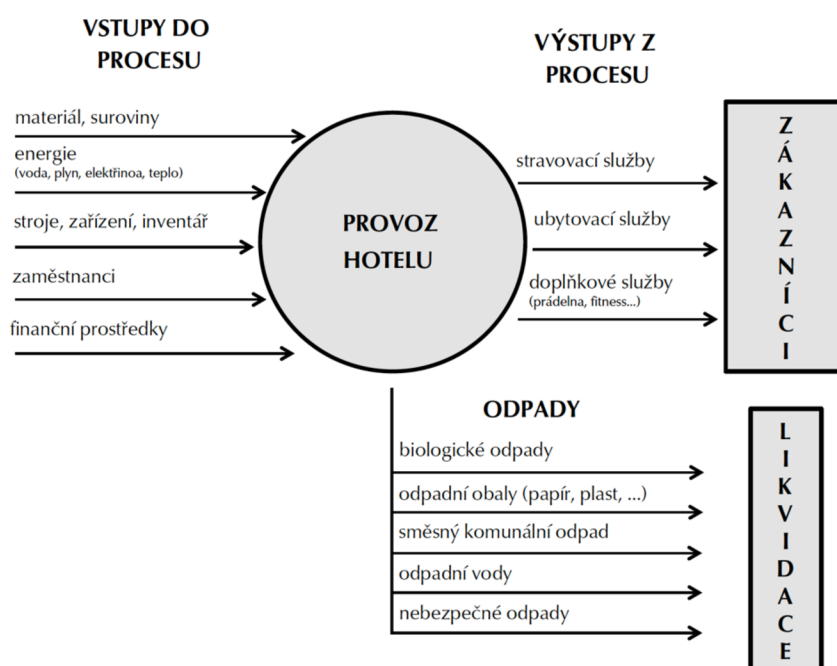 VSTUPY DO
PROCESU
materiál, suroviny
energie
(voda, plyn, elektřinoa, teplo)
stroje, zařízení, inventář
zaměstnanci
finanční prostředky
PROVOZ
HOTELU
VÝSTUPY Z
PROCESU
stravovací služby
ubytovací služby
doplňkové služby
(prádelna, fitness...)
ZÁKAZNÍCI
ODPADY
biologické odpady
odpadní obaly (papír, plast, ...)
směsný komunální odpad
odpadní vody
nebezpečné odpady
LIKVIDACE